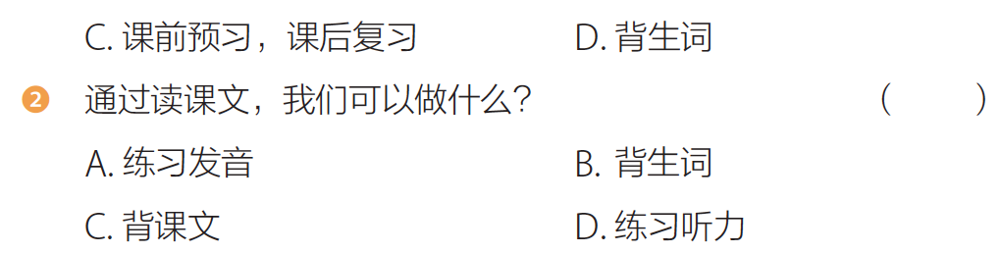 C. 课前预习，课后复习 D. 背生词
2 通过读课文，我们可以做什么？ （ ）
A. 练习发音 B. 背生词
C. 背课文 D. 练习听力